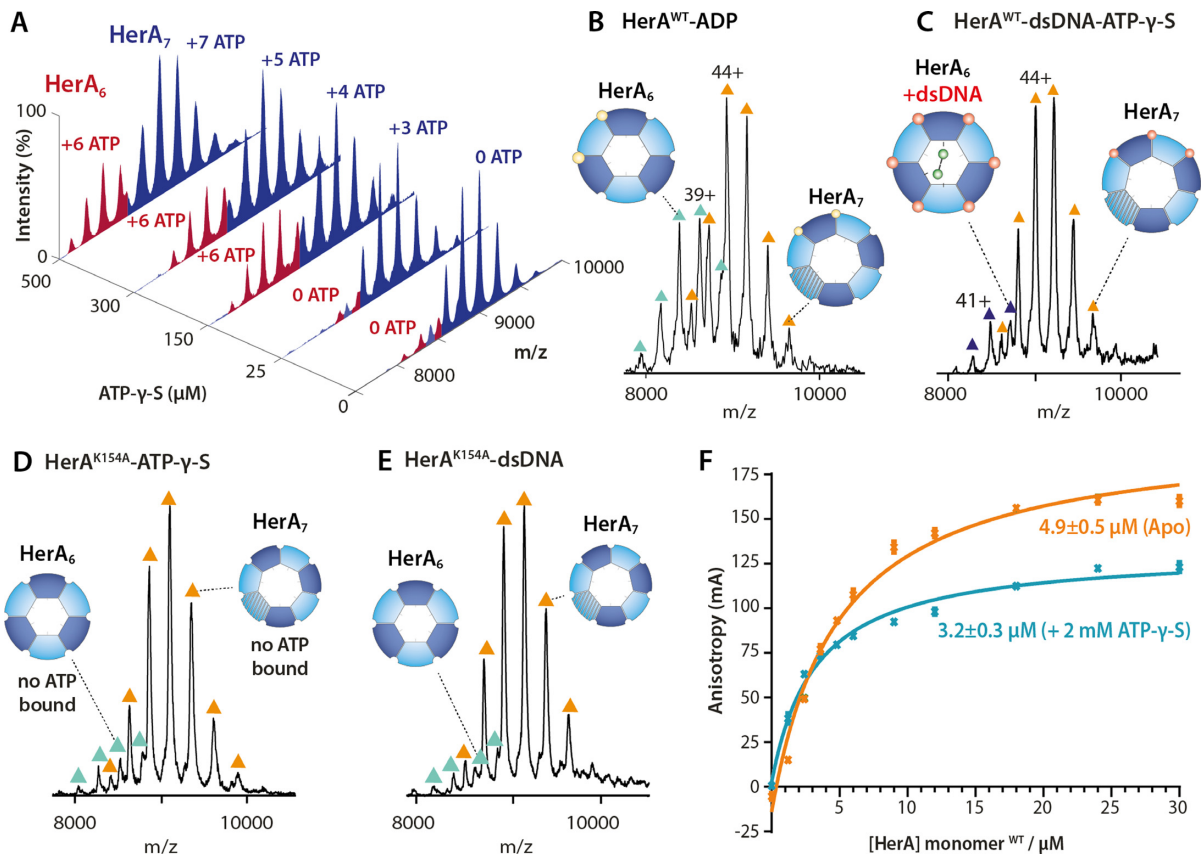 A
HerA7
+7 ATP
+5 ATP
+4 ATP
+3 ATP
0 ATP
HerA6
+6 ATP
+6 ATP
+6 ATP
0 ATP
0 ATP
100
Intensity (%)
0
500
300
150
25
0
ATP-γ-S (µM)
8000
9000
10000
m/z
B HerAWT-ADP
HerA6
44+
39+
HerA7
8000
10000
m/z
C HerAWT-dsDNA-ATP-γ-S
HerA6
+dsDNA
44+
HerA7
41+
8000
10000
m/z
D HerAK154A-ATP-γ-S
HerA6
no ATP
bound
HerA7
no ATP
bound
8000
10000
m/z
E HerAK154A-dsDNA
HerA6
HerA7
8000
10000
m/z
F
175
150
125
100
75
50
25
0
-25
Anisotropy (mA)
4.9±0.5 µM (Apo)
3.2±0.3 µM (+ 2 mM ATP-γ-S)
5
10
15
20
25
30
[HerA] monomer WT / µM